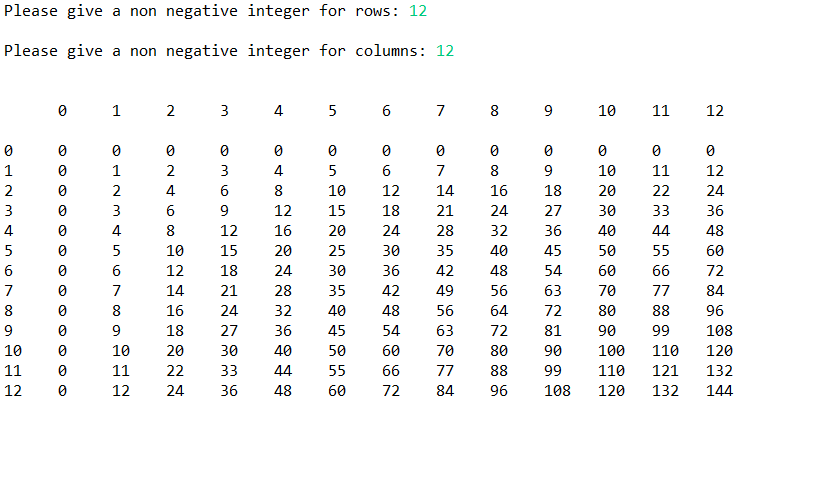 Please give a non negative integer for rows: 12
Please give a non negative integer for columns: 12
0 1 2 3 4 5 6 7 8 9 10 11 12
0 0 0 0 0 0 0 0 0 0 0 0 0 0
1 0 1 2 3 4 5 6 7 8 9 10 11 12
2 0 2 4 6 8 10 12 14 16 18 20 22 24
3 0 3 6 9 12 15 18 21 24 27 30 33 36
4 0 4 8 12 16 20 24 28 32 36 40 44 48
5 0 5 10 15 20 25 30 35 40 45 50 55 60
6 0 6 12 18 24 30 36 42 48 54 60 66 72
7 0 7 14 21 28 35 42 49 56 63 70 77 84
8 0 8 16 24 32 40 48 56 64 72 80 88 96
9 0 9 18 27 36 45 54 63 72 81 90 99 108
10 0 10 20 30 40 50 60 70 80 90 100 110 120
11 0 11 22 33 44 55 66 77 88 99 110 121 132
12 0 12 24 36 48 60 72 84 96 108 120 132 144